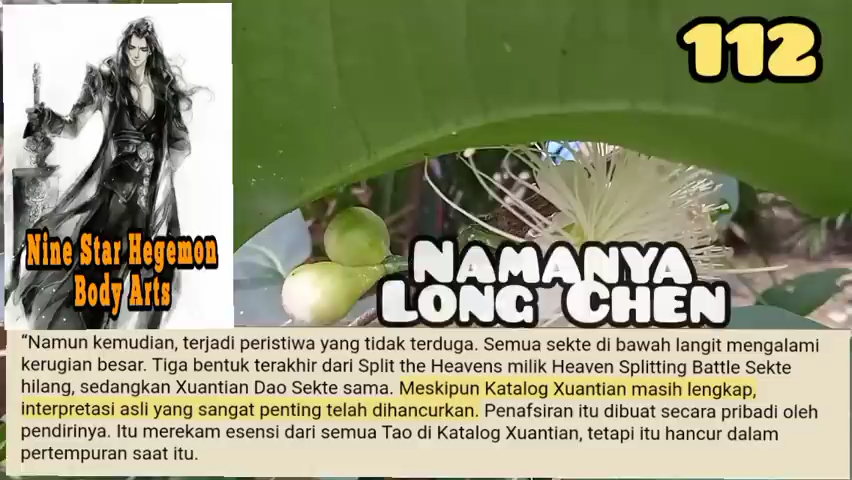 112
Nine Star Hegemon
Body Arts
NAMANYA
LONG CHEN
“Namun kemudian, terjadi peristiwa yang tidak terduga. Semua sekte di bawah langit mengalami
kerugian besar. Tiga bentuk terakhir dari Split the Heavens milik Heaven Splitting Battle Sekte
hilang, sedangkan Xuantian Dao Sekte sama. Meskipun Katalog Xuantian masih lengkap,
interpretasi asli yang sangat penting telah dihancurkan. Penafsiran itu dibuat secara pribadi oleh
pendirinya. Itu merekam esensi dari semua Tao di Katalog Xuantian, tetapi itu hancur dalam
pertempuran saat itu.